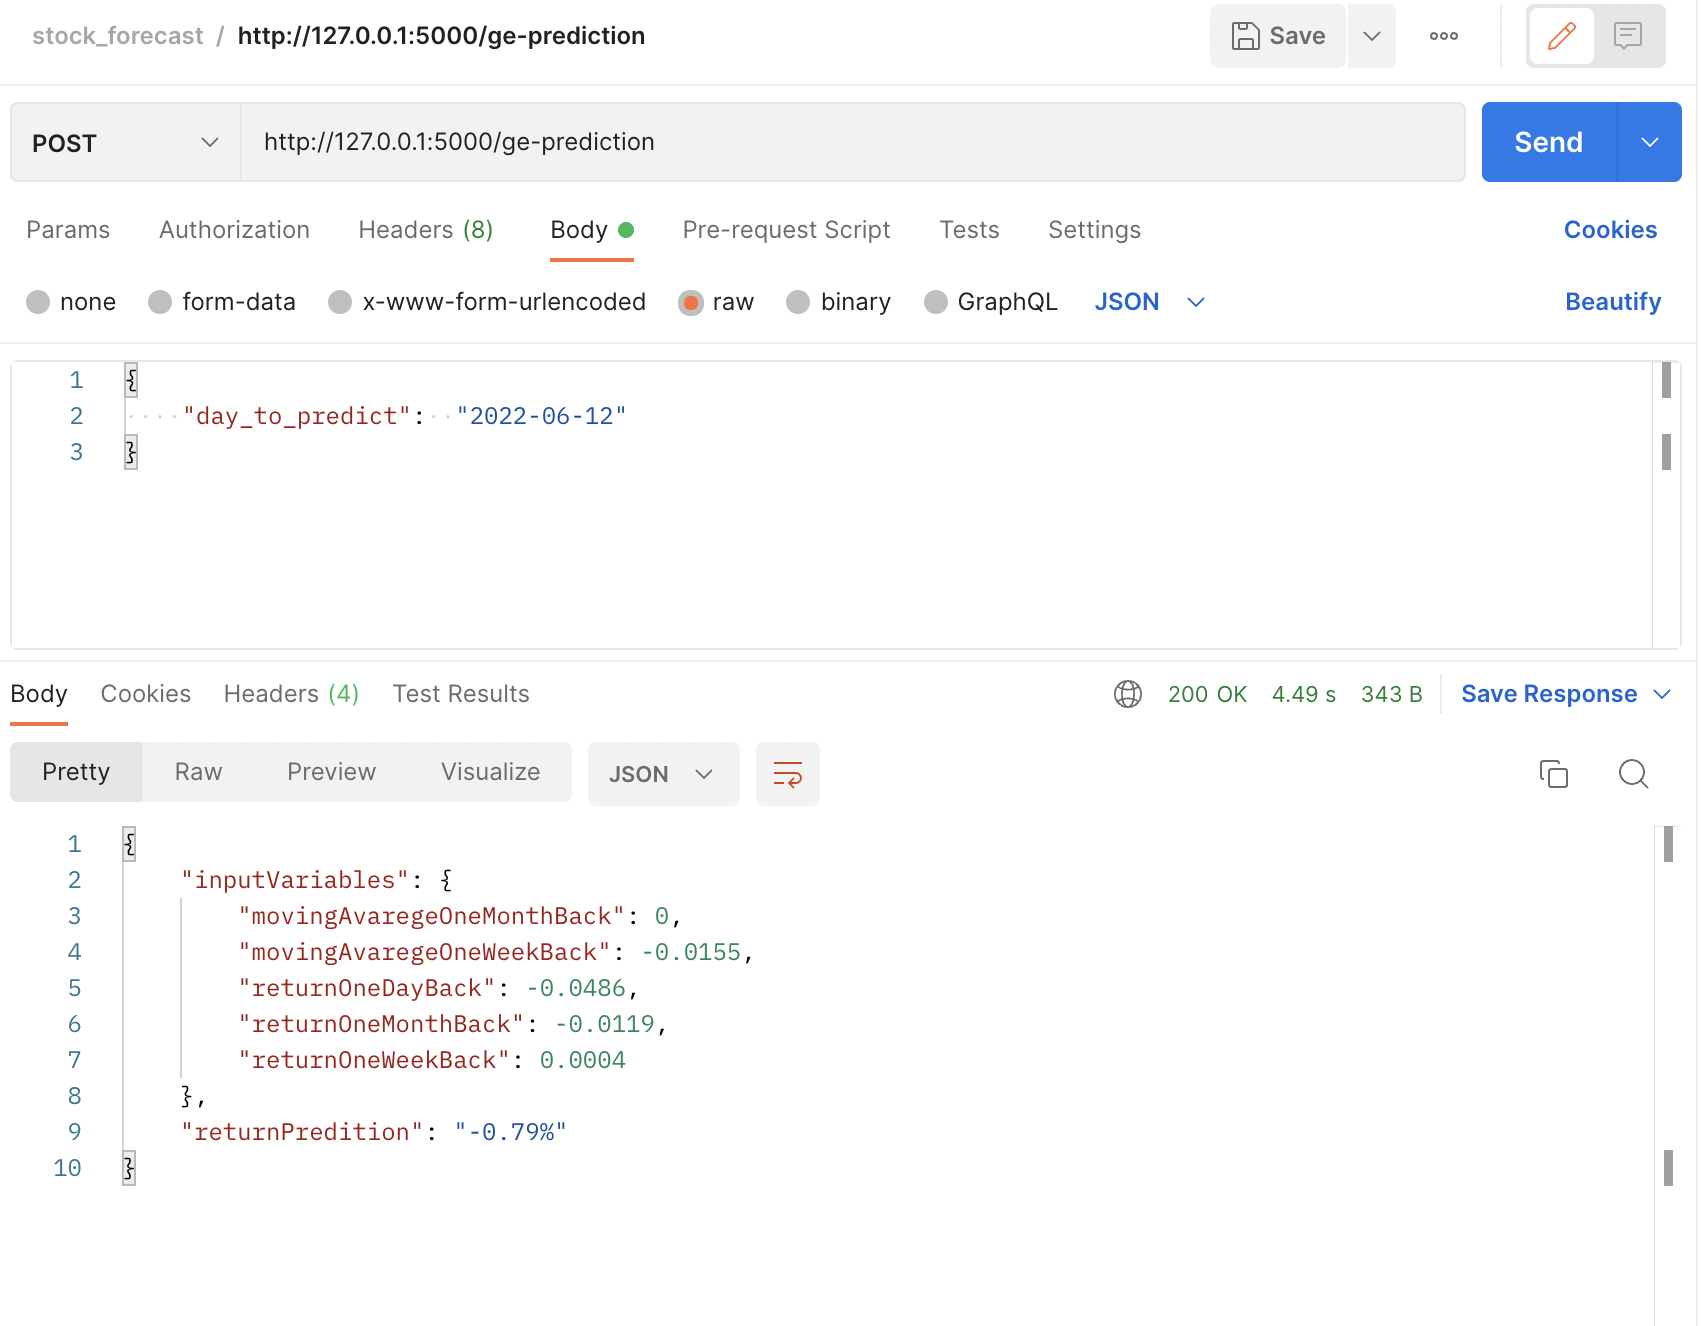 stock_forecast / http://127.0.0.1:5000/ge-prediction
Save
POST http://127.0.0.1:5000/ge-prediction Send
Params Authorization Headers (8) Body Pre-request Script Tests Settings Cookies
none form-data x-www-form-urlencoded raw binary GraphQL JSON Beautify
1 {
2 "day_to_predict": "2022-06-12"
3 }
Body Cookies Headers (4) Test Results 200 OK 4.49 s 343 B Save Response
Pretty Raw Preview Visualize JSON
1 {
2 "inputVariables": {
3 "movingAvaregeOneMonthBack": 0,
4 "movingAvaregeOneWeekBack": -0.0155,
5 "returnOneDayBack": -0.0486,
6 "returnOneMonthBack": -0.0119,
7 "returnOneWeekBack": 0.0004
8 },
9 "returnPredition": "-0.79%"
10 }